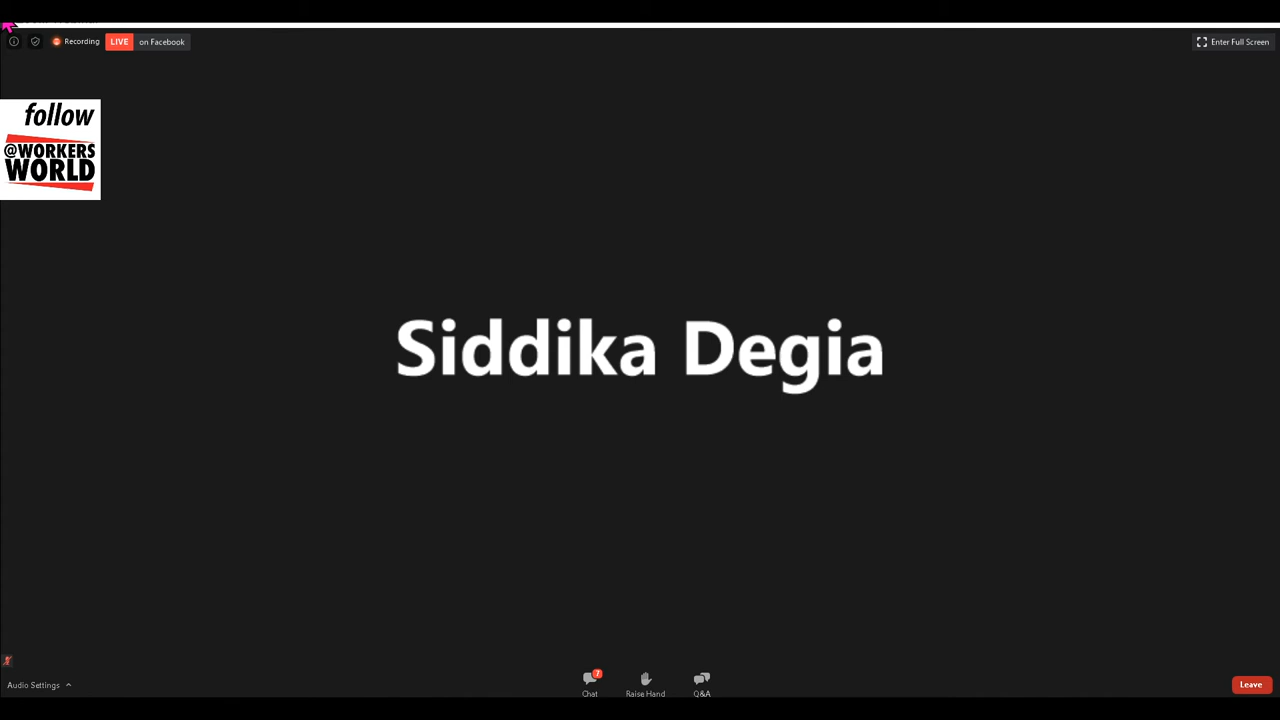 Recording
LIVE on Facebook
Enter Full Screen
follow
@WORKERS
WORLD
Siddika Degia
7
Audio Settings
Chat
Raise Hand
Q&A
Leave